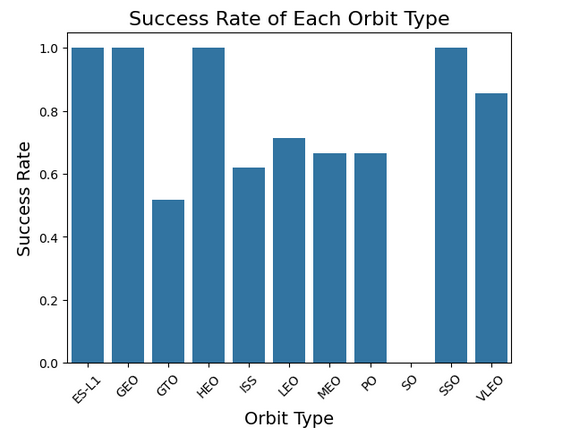 Success Rate of Each Orbit Type
1.0
0.8
0.6
0.4
0.2
0.0
Success Rate
ES-L1 GEO GTO HEO ISS LEO MEO PO SO SSO VLEO
Orbit Type